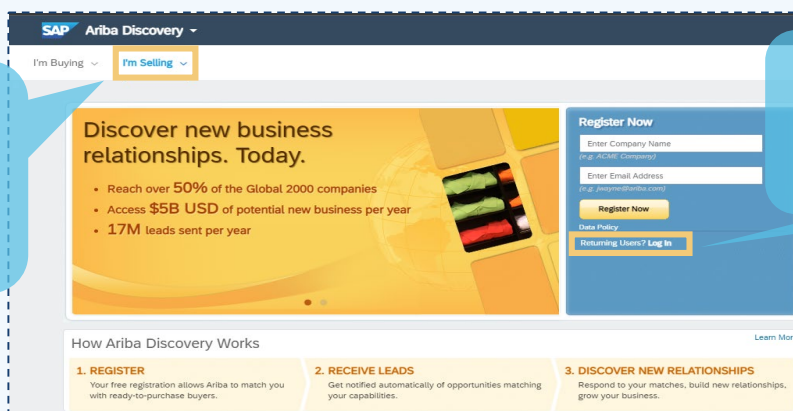 SAP Ariba Discovery
I'm Buying I'm Selling
Discover new business
relationships. Today.
• Reach over 50% of the Global 2000 companies
• Access $5B USD of potential new business per year
• 17M leads sent per year
Register Now
Enter Company Name
(e.g. ACME Company)
Enter Email Address
(e.g. jwayne@ariba.com)
Register Now
Data Policy
Returning Users? Log In
How Ariba Discovery Works
Learn Mor
1. REGISTER
Your free registration allows Ariba to match you
with ready-to-purchase buyers.
2. RECEIVE LEADS
Get notified automatically of opportunities matching
your capabilities.
3. DISCOVER NEW RELATIONSHIPS
Respond to your matches, build new relationships,
grow your business.